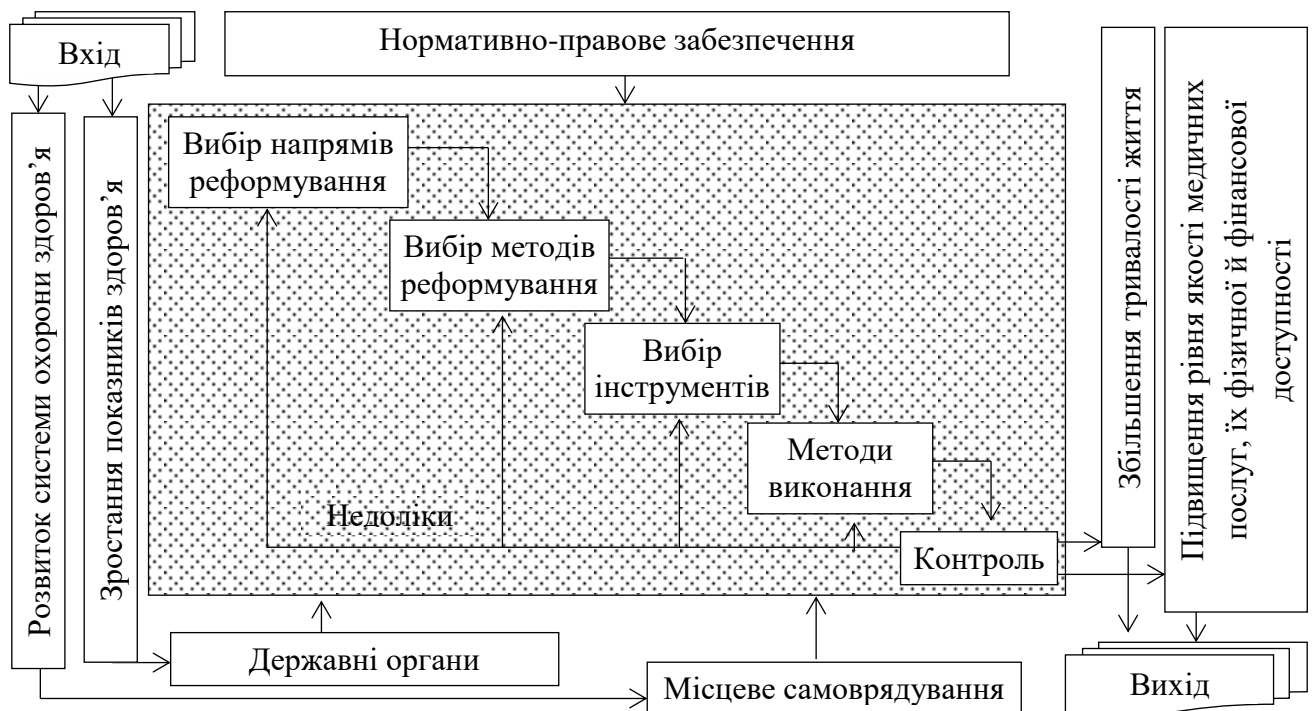 Вхід
Нормативно-правове забезпечення
Розвиток системи охорони здоров’я
Зростання показників здоров’я
Вибір напрямів
реформування
Вибір методів
реформування
Вибір
інструментів
Методи
виконання
Недоліки
Контроль
Збільшення тривалості життя
Підвищення рівня якості медичних
послуг, їх фізичної й фінансової
доступності
Державні органи
Місцеве самоврядування
Вихід